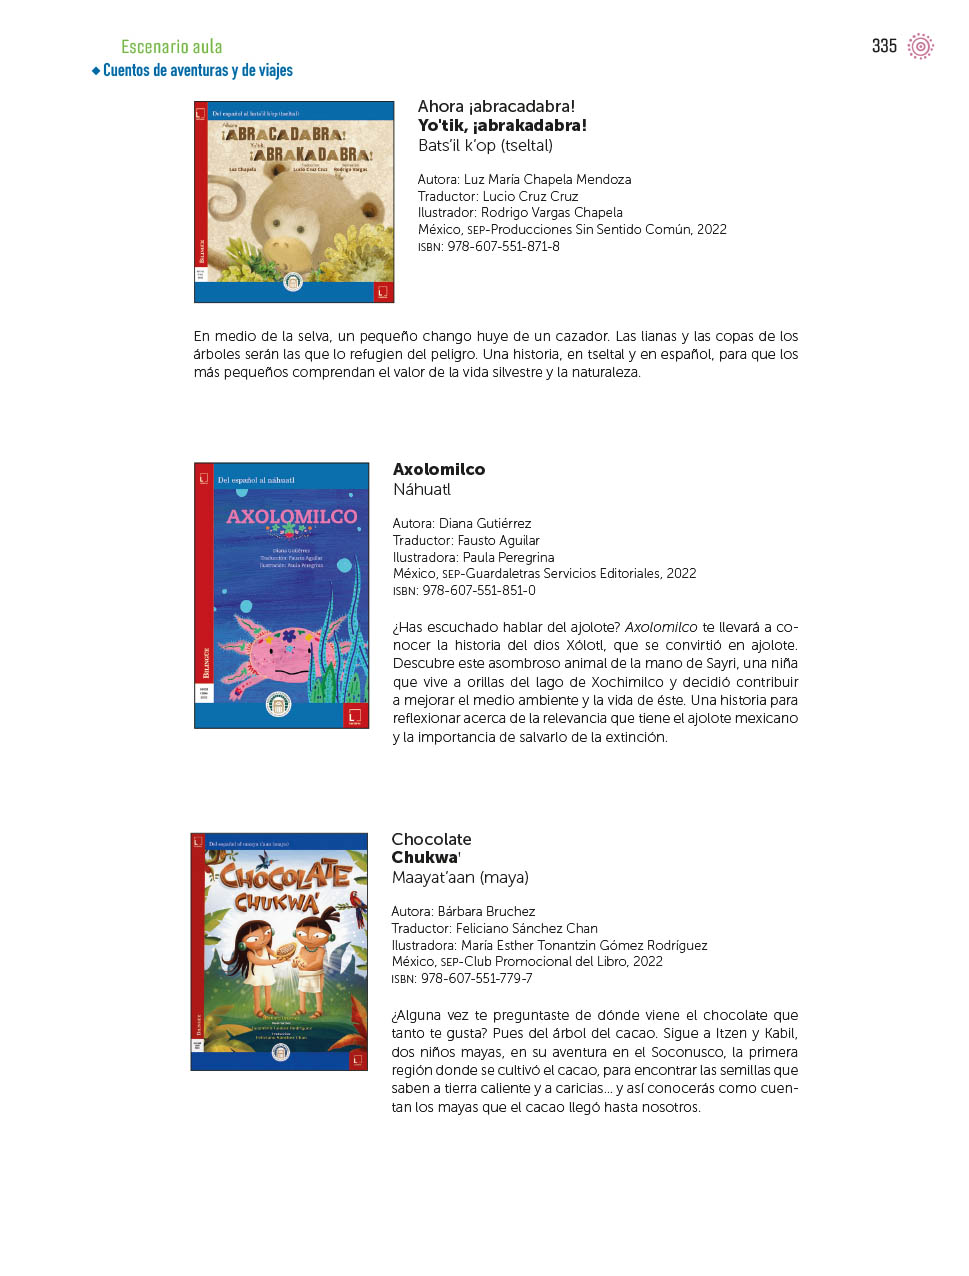 Escenario aula
335
◆ Cuentos de aventuras y de viajes
Del español al bats'il k'op (tseltal)
Ahora
¡ABRACADABRA!
Yo'tik,
¡ABRAKADABRA!
Luz Chapela
Lucio Cruz Cruz
Rodrigo Vargas
BILINGÜE
Ahora ¡abracadabra!
Yo'tik, ¡abrakadabra!
Bats’il k’op (tseltal)
Autora: Luz María Chapela Mendoza
Traductor: Lucio Cruz Cruz
Ilustrador: Rodrigo Vargas Chapela
México, SEP-Producciones Sin Sentido Común, 2022
ISBN: 978-607-551-871-8
En medio de la selva, un pequeño chango huye de un cazador. Las lianas y las copas de los
árboles serán las que lo refugien del peligro. Una historia, en tseltal y en español, para que los
más pequeños comprendan el valor de la vida silvestre y la naturaleza.
Del español al náhuatl
AXOLOMILCO
Diana Gutiérrez
Traducción: Fausto Aguilar
Ilustración: Paula Peregrina
BILINGÜE
Axolomilco
Náhuatl
Autora: Diana Gutiérrez
Traductor: Fausto Aguilar
Ilustradora: Paula Peregrina
México, SEP-Guardaletras Servicios Editoriales, 2022
ISBN: 978-607-551-851-0
¿Has escuchado hablar del ajolote? Axolomilco te llevará a co-
nocer la historia del dios Xólotl, que se convirtió en ajolote.
Descubre este asombroso animal de la mano de Sayri, una niña
que vive a orillas del lago de Xochimilco y decidió contribuir
a mejorar el medio ambiente y la vida de éste. Una historia para
reflexionar acerca de la relevancia que tiene el ajolote mexicano
y la importancia de salvarlo de la extinción.
Del español al maaya t'aan (maya)
CHOCOLATE
CHUKWA'
BILINGÜE
Chocolate
Chukwa'
Maayat’aan (maya)
Autora: Bárbara Bruchez
Traductor: Feliciano Sánchez Chan
Ilustradora: María Esther Tonantzin Gómez Rodríguez
México, SEP-Club Promocional del Libro, 2022
ISBN: 978-607-551-779-7
¿Alguna vez te preguntaste de dónde viene el chocolate que
tanto te gusta? Pues del árbol del cacao. Sigue a Itzen y Kabil,
dos niños mayas, en su aventura en el Soconusco, la primera
región donde se cultivó el cacao, para encontrar las semillas que
saben a tierra caliente y a caricias... y así conocerás como cuen-
tan los mayas que el cacao llegó hasta nosotros.